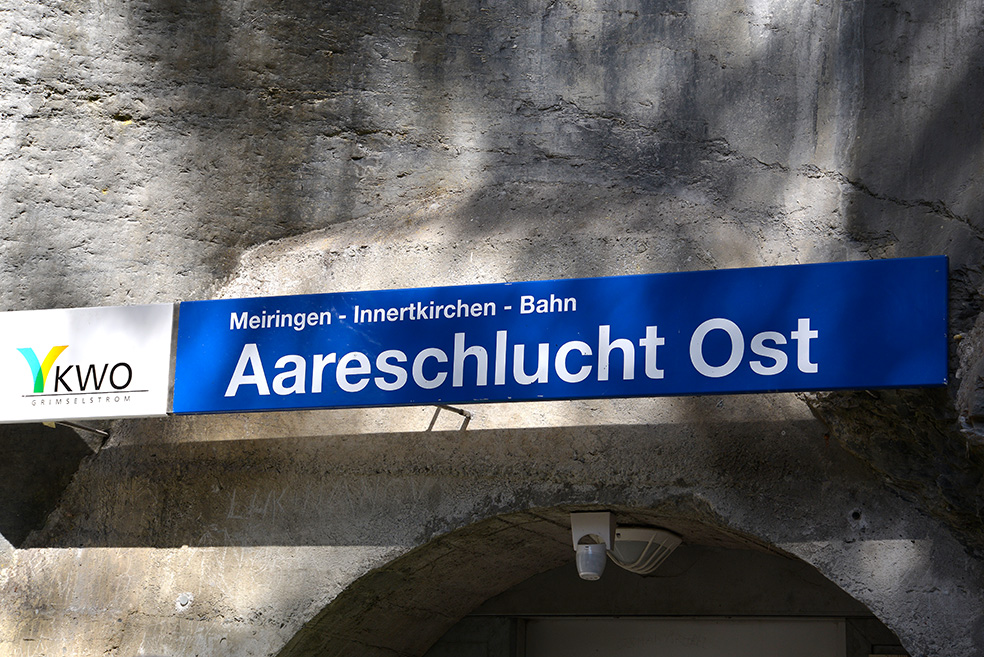 Meiringen - Innertkirchen - Bahn
Aareschlucht Ost
KWO
GRIMSELSTROM